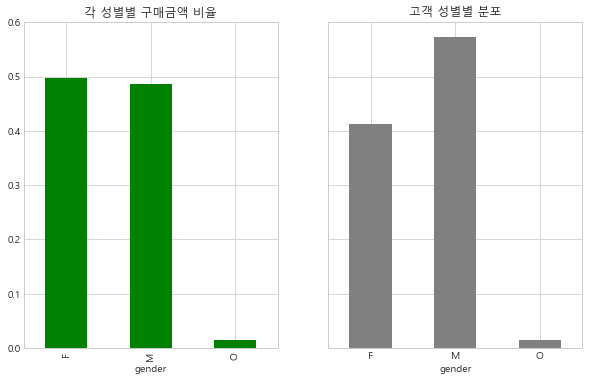 각 성별별 구매금액 비율
0.6
0.5
0.4
0.3
0.2
0.1
0.0
F
M
O
gender
고객 성별별 분포
F
M
O
gender